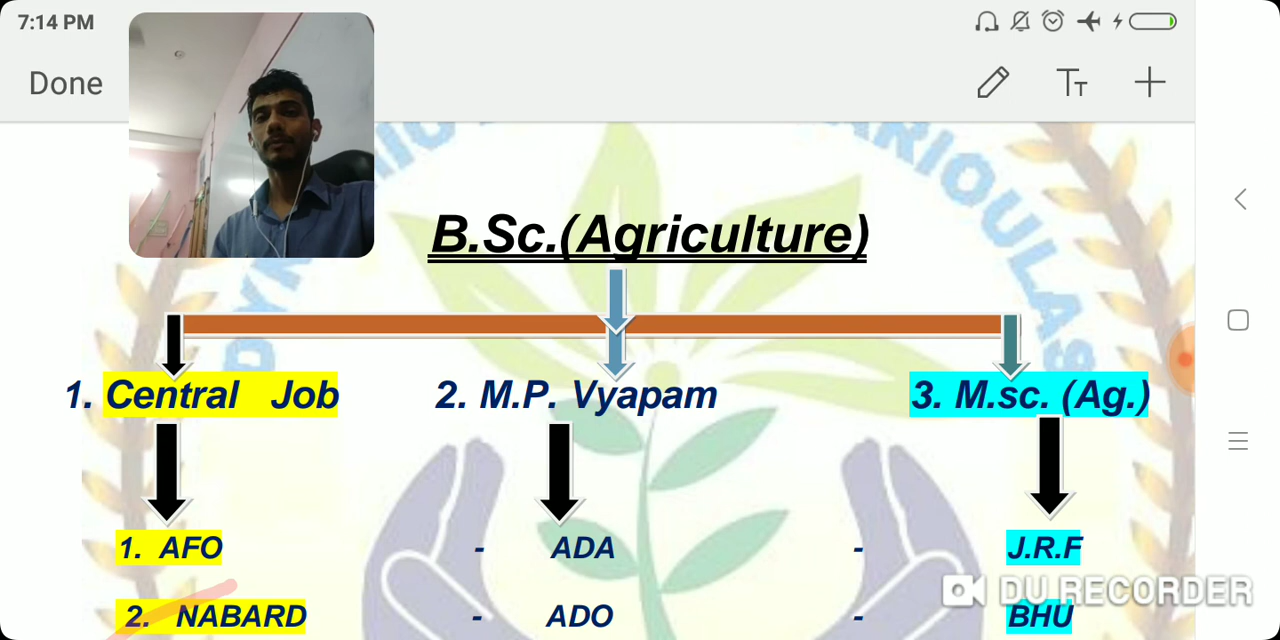 7:14 PM
Done
B.Sc.(Agriculture)
1. Central Job 2. M.P. Vyapam 3. M.sc. (Ag.)
1. AFO - ADA - J.R.F
2. NABARD - ADO - BHU
DU RECORDER